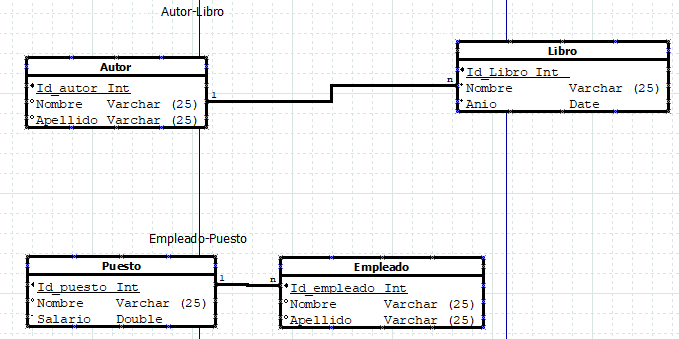 Autor-Libro
Autor
Id_autor Int
Nombre Varchar (25)
Apellido Varchar (25)
1
n
Libro
Id_Libro Int
Nombre Varchar (25)
Anio Date
Empleado-Puesto
Puesto
Id_puesto Int
Nombre Varchar (25)
Salario Double
1
n
Empleado
Id_empleado Int
Nombre Varchar (25)
Apellido Varchar (25)